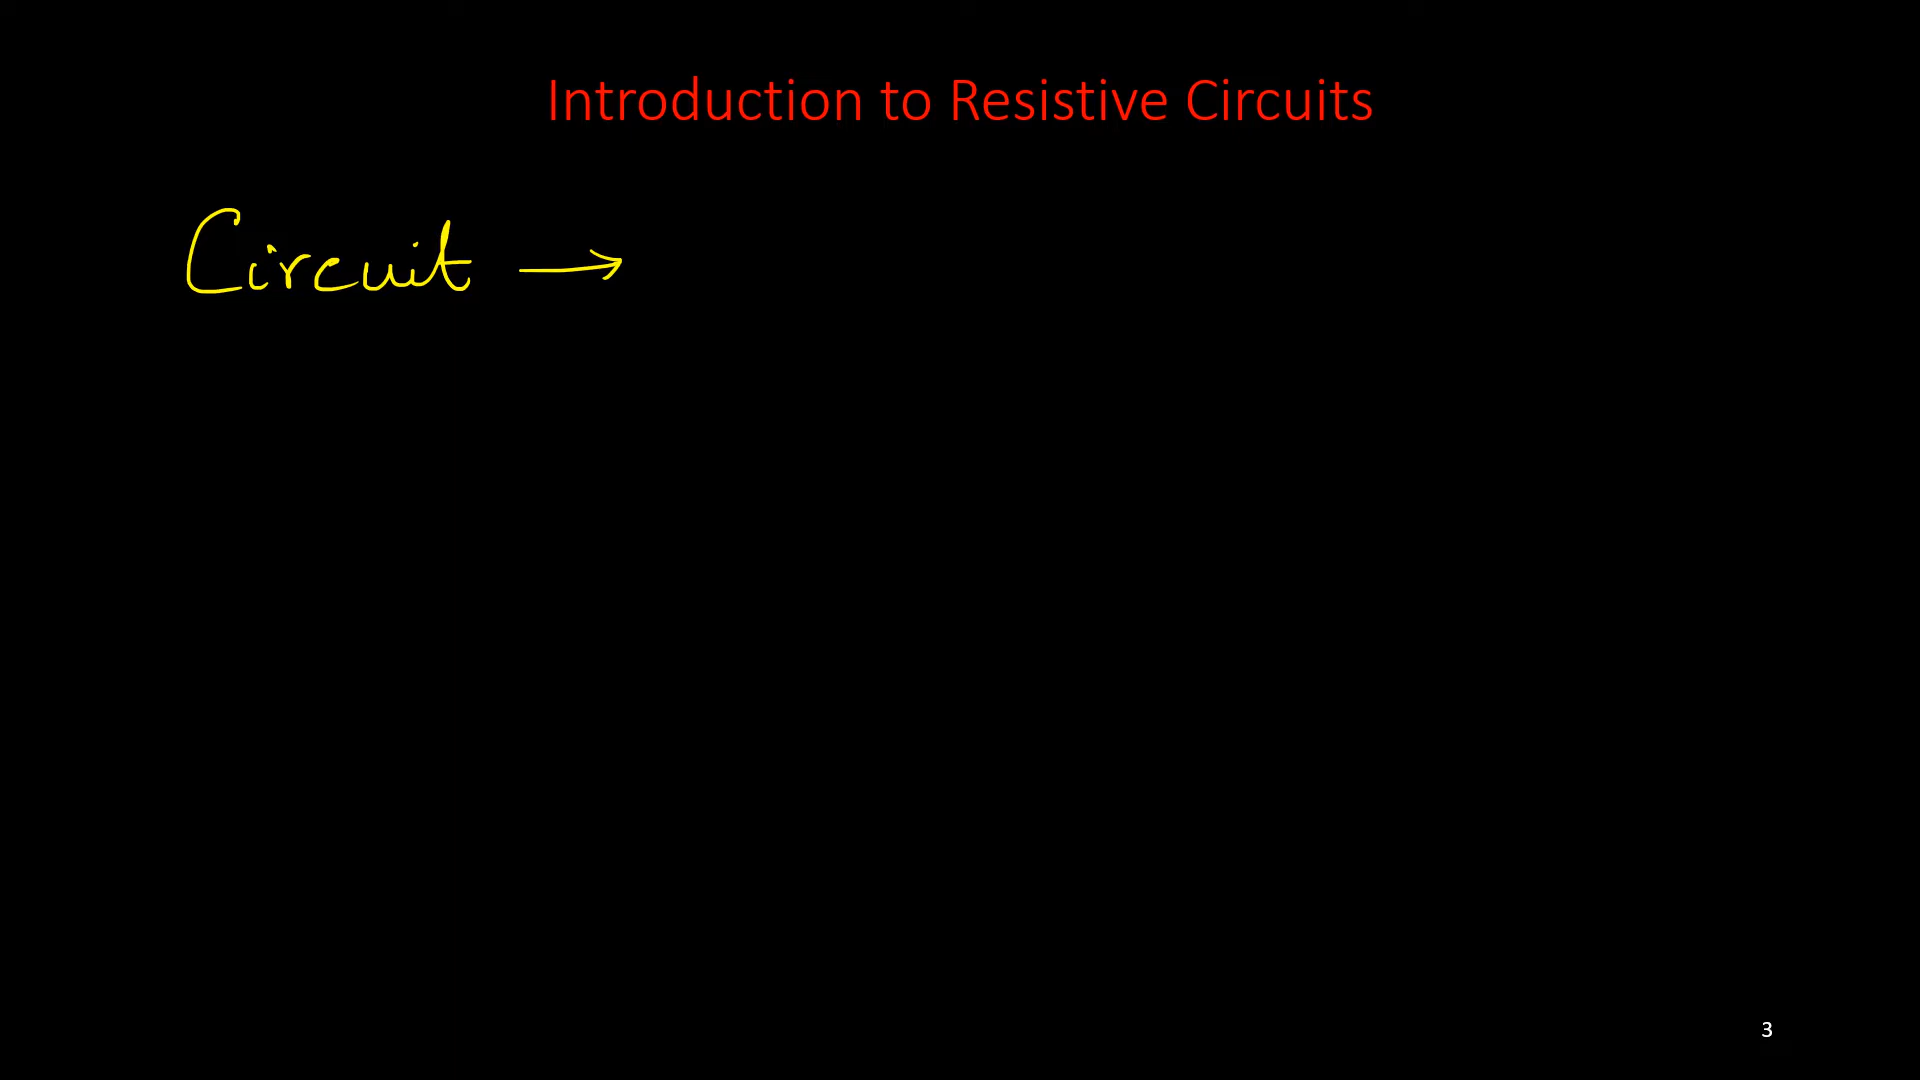 Introduction to Resistive Circuits
Circuit →
3